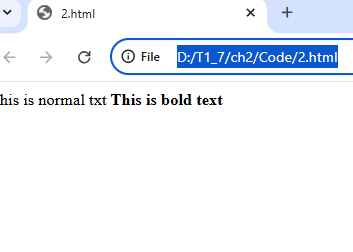 2.html
File D:/T1_7/ch2/Code/2.html
his is normal txt This is bold text